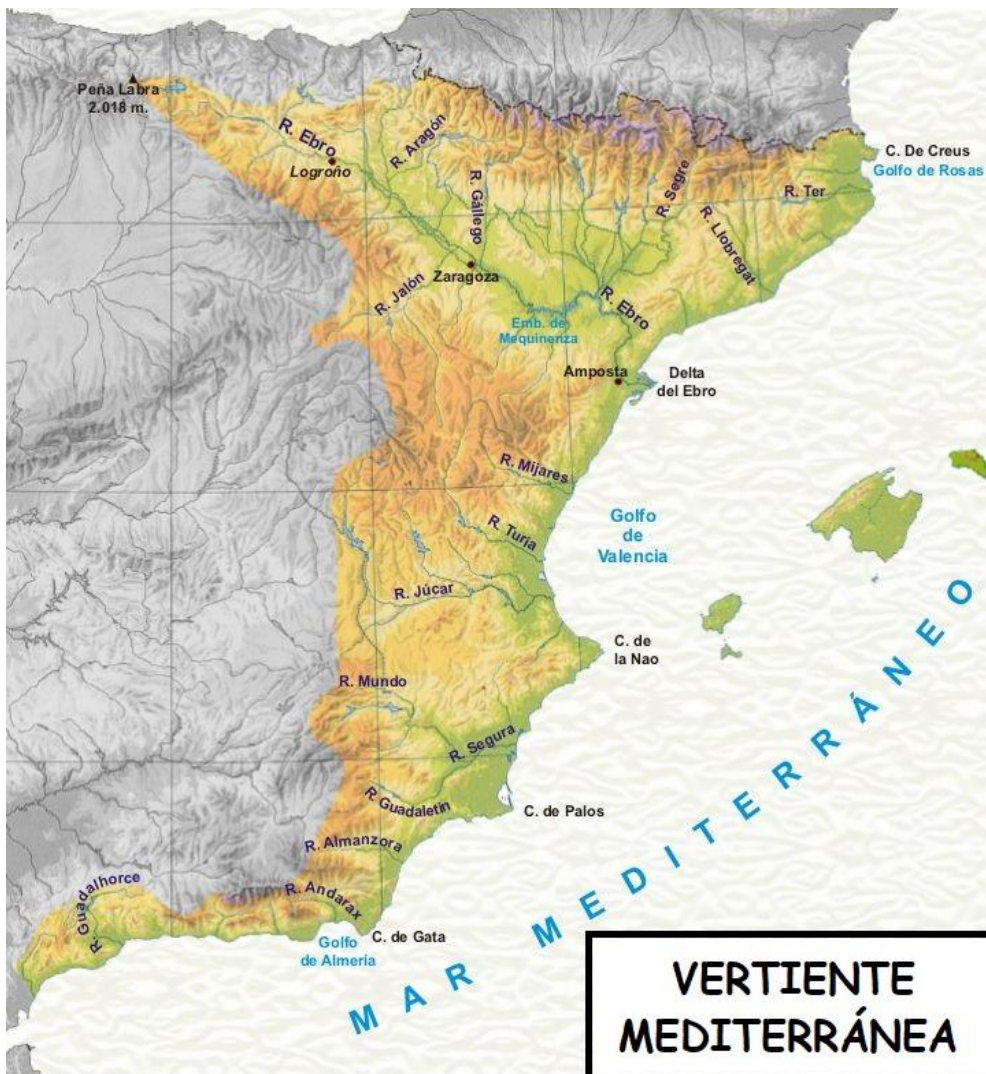 Peña Labra
2.018 m.
R. Ebro
Logroño
R. Aragón
R. Gállego
R. Segre
R. Llobregat
R. Ter
C. De Creus
Golfo de Rosas
Zaragoza
R. Jalón
Emb. de
Mequinenza
R. Ebro
Amposta
Delta
del Ebro
R. Mijares
R. Turia
Golfo
de
Valencia
R. Júcar
C. de
la Nao
R. Mundo
R. Segura
R. Guadaletin
C. de Palos
R. Almanzora
R. Andarax
R. Guadalhorce
C. de Gata
Golfo
de Almería
MAR MEDITERRÁNEO
VERTIENTE
MEDITERRÁNEA